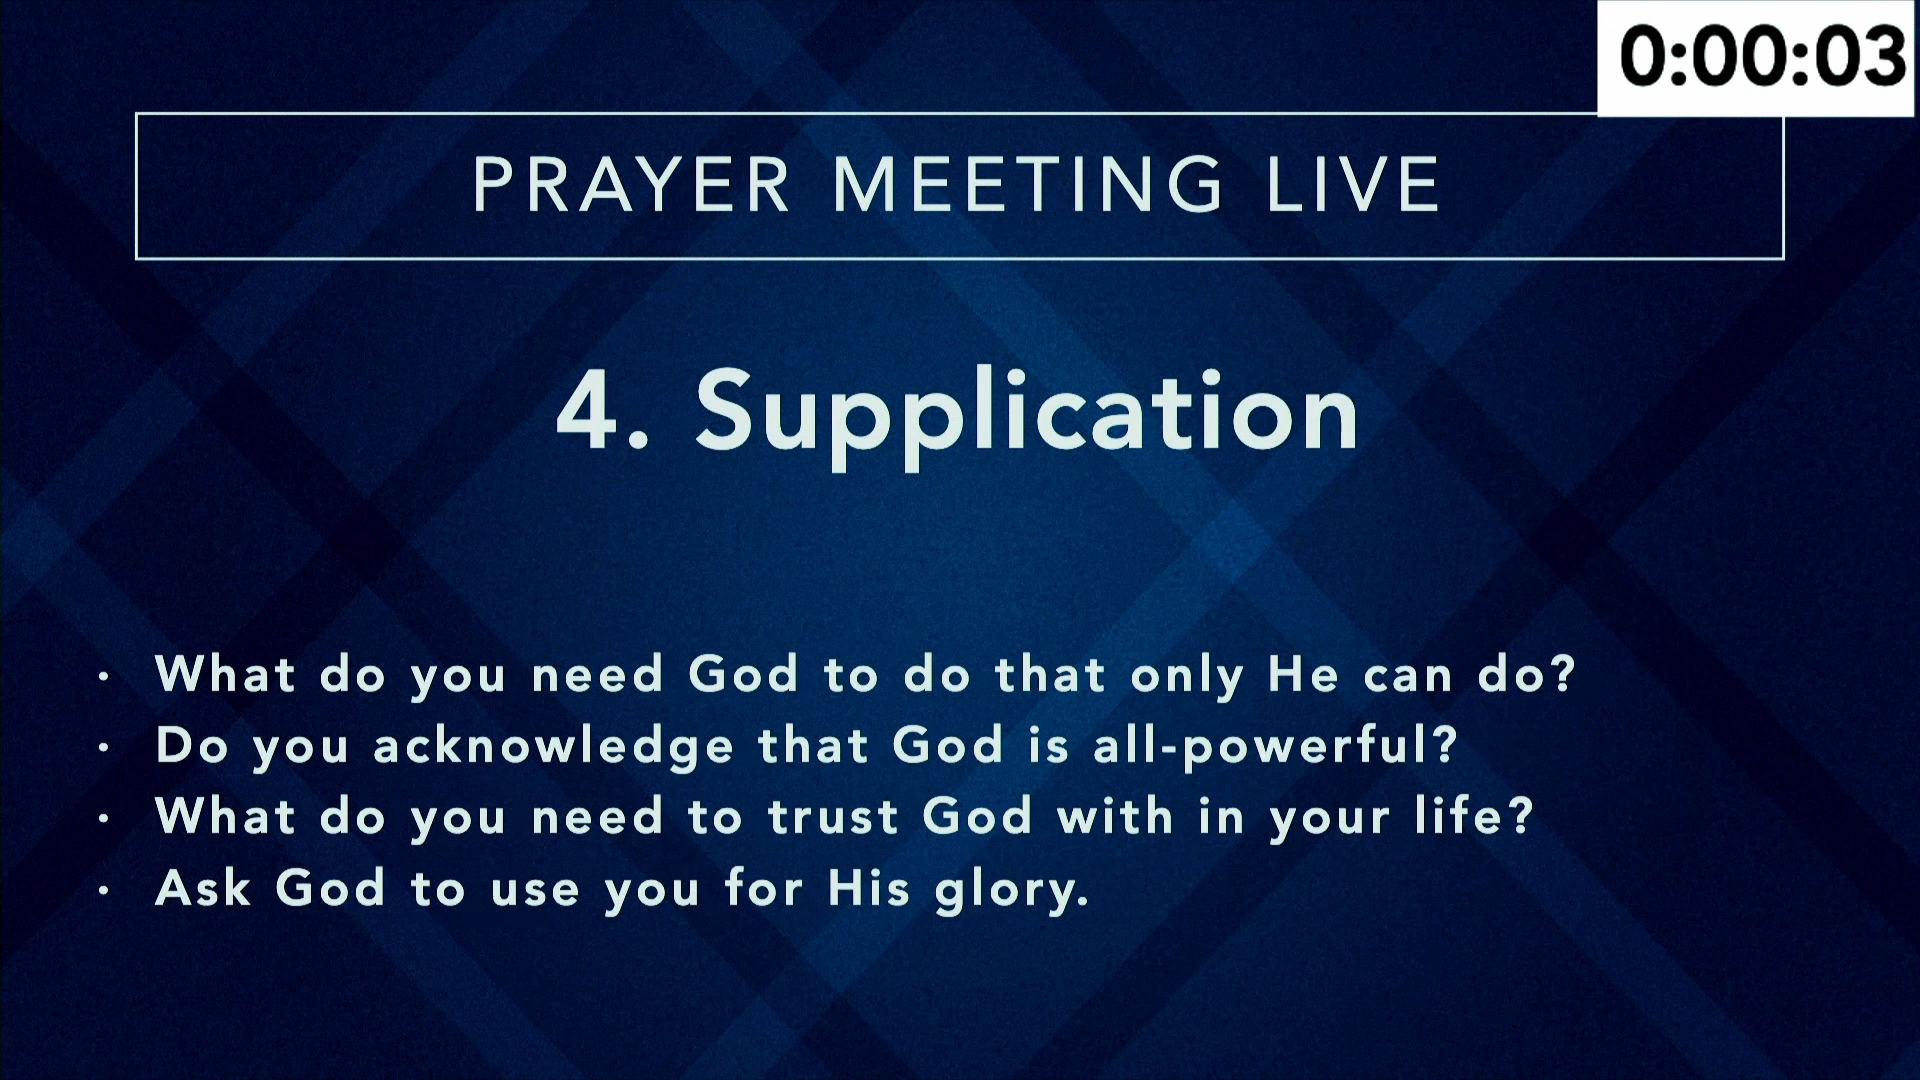 0:00:03
PRAYER MEETING LIVE
4. Supplication
· What do you need God to do that only He can do?
· Do you acknowledge that God is all-powerful?
· What do you need to trust God with in your life?
· Ask God to use you for His glory.